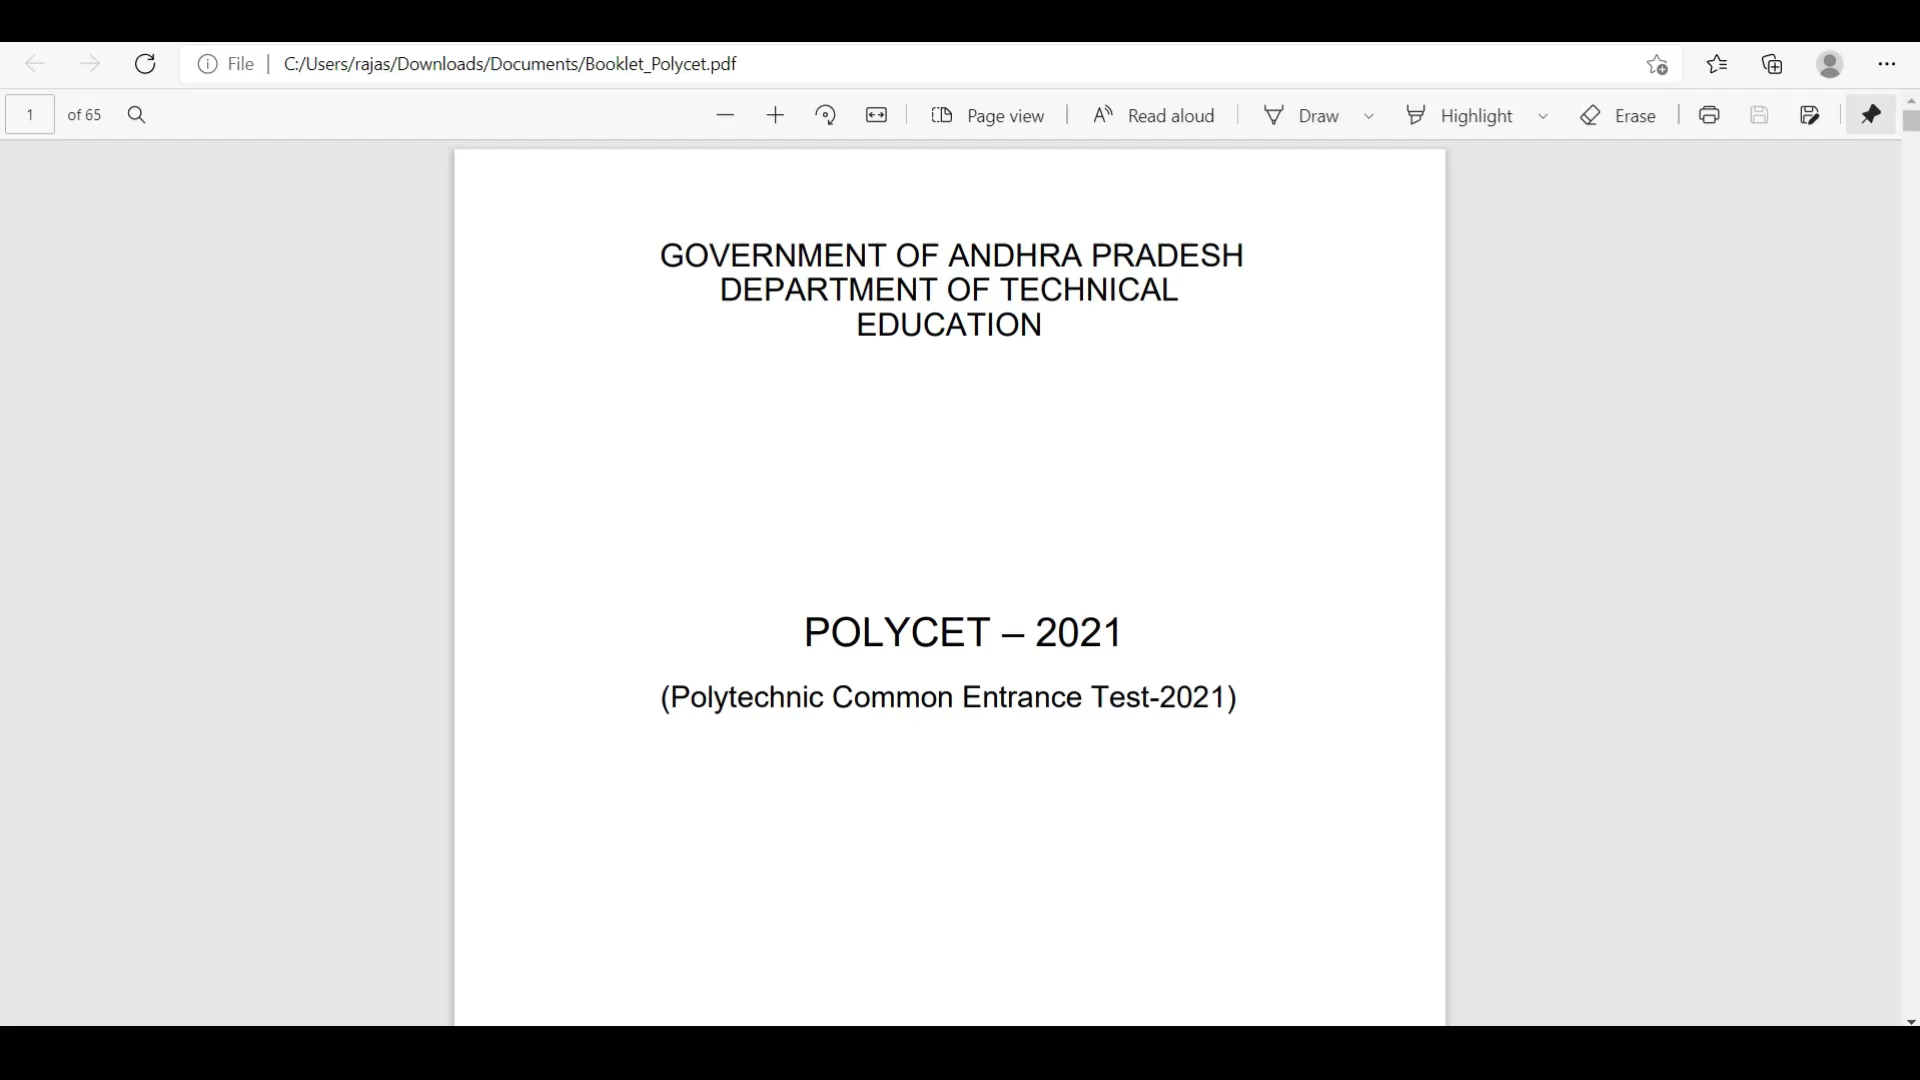 File | C:/Users/rajas/Downloads/Documents/Booklet_Polycet.pdf
1 of 65 Page view Read aloud Draw Highlight Erase
GOVERNMENT OF ANDHRA PRADESH
DEPARTMENT OF TECHNICAL
EDUCATION
POLYCET – 2021
(Polytechnic Common Entrance Test-2021)